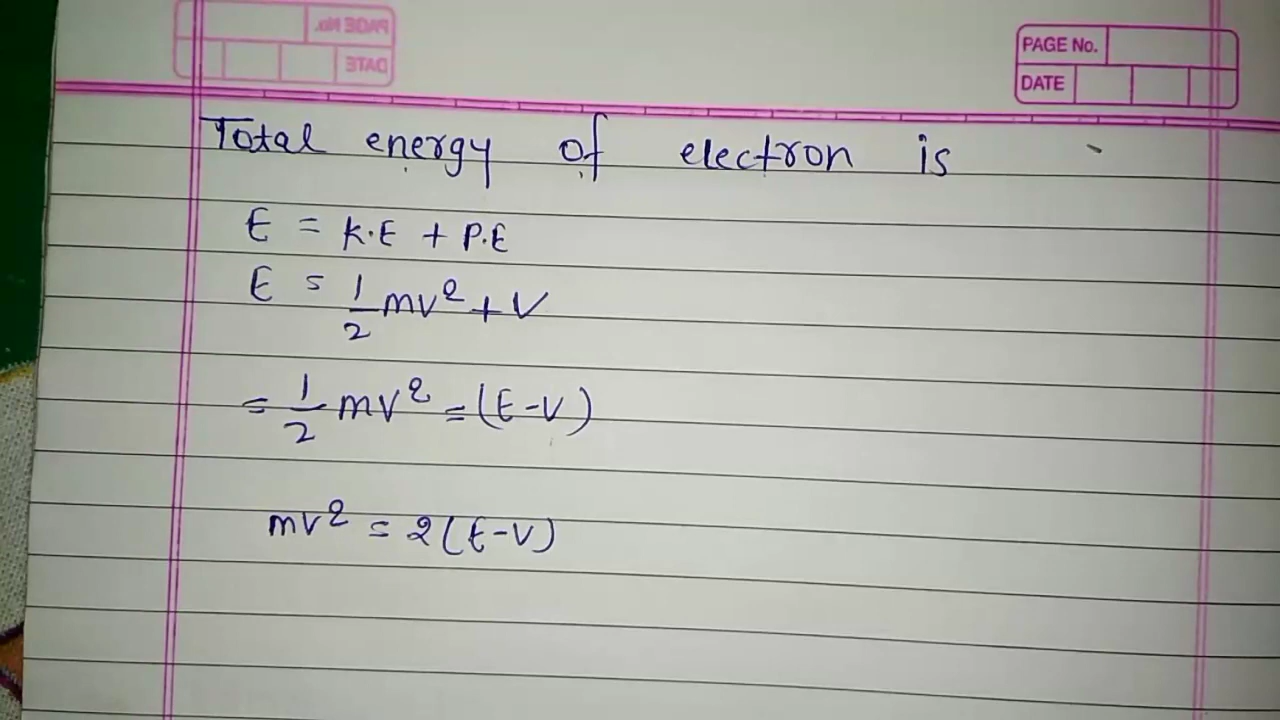 PAGE No.
DATE
Total energy of electron is
E = K.E + P.E
E = 1/2 mv² + V
= 1/2 mv² = (E-V)
mv² = 2(E-V)